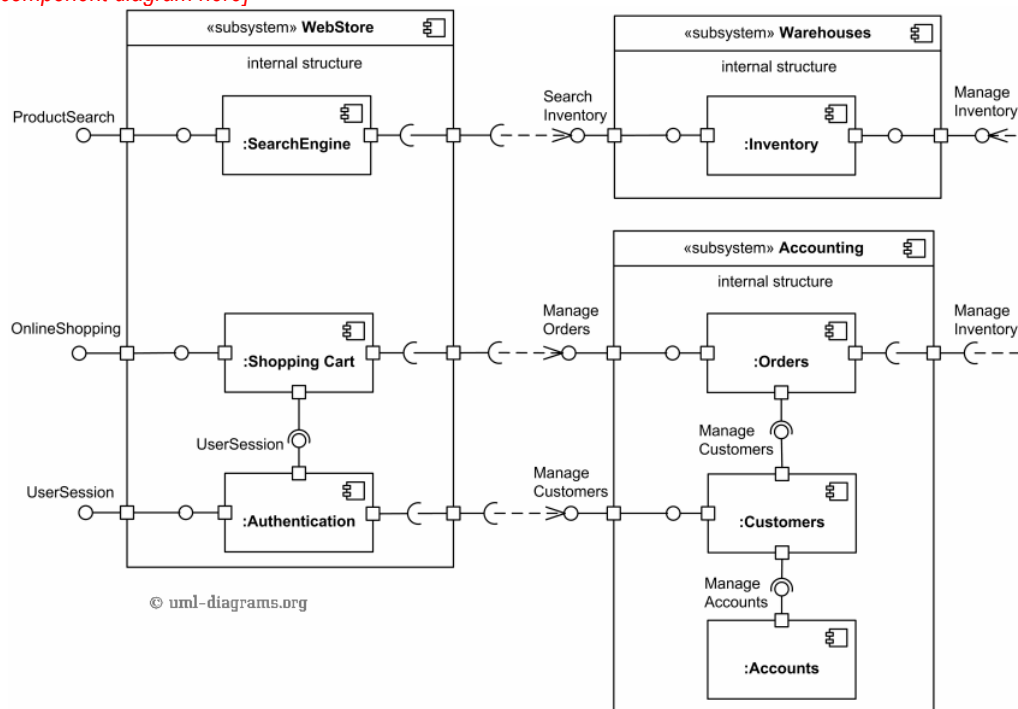 component diagram here]
«subsystem» WebStore
internal structure
ProductSearch
:SearchEngine
Search
Inventory
«subsystem» Warehouses
internal structure
:Inventory
Manage
Inventory
OnlineShopping
:Shopping Cart
UserSession
UserSession
:Authentication
«subsystem» Accounting
internal structure
Manage
Orders
:Orders
Manage
Inventory
Manage
Customers
Manage
Customers
:Customers
Manage
Accounts
:Accounts
© uml-diagrams.org